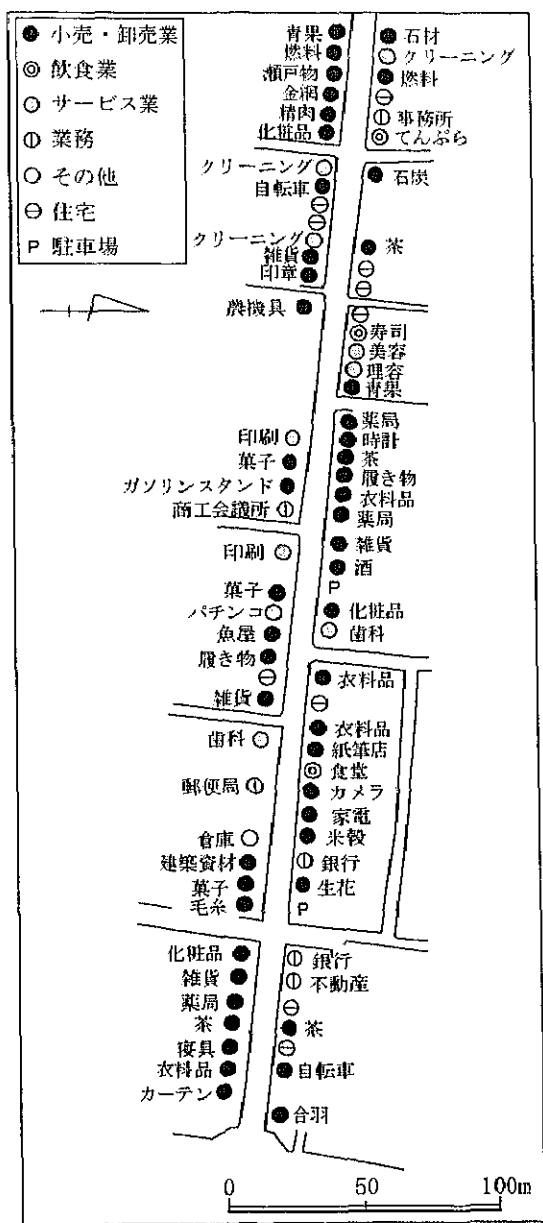 小売・卸売業
飲食業
サービス業
業務
その他
住宅
P 駐車場
青果
燃料
瀬戸物
金網
精肉
化粧品
クリーニング
自転車
クリーニング
雑貨
印章
農機具
印刷
菓子
ガソリンスタンド
商工会議所
印刷
菓子
パチンコ
魚屋
履き物
雑貨
歯科
郵便局
倉庫
建築資材
菓子
毛糸
化粧品
雑貨
薬局
茶
寝具
衣料品
カーテン
石材
クリーニング
燃料
事務所
てんぷら
石炭
茶
寿司
美容
理容
青果
薬局
時計
茶
履き物
衣料品
薬局
雑貨
酒
P
化粧品
歯科
衣料品
衣料品
紙筆店
食堂
カメラ
家電
米穀
銀行
生花
P
銀行
不動産
茶
自転車
合羽
0 50 100m